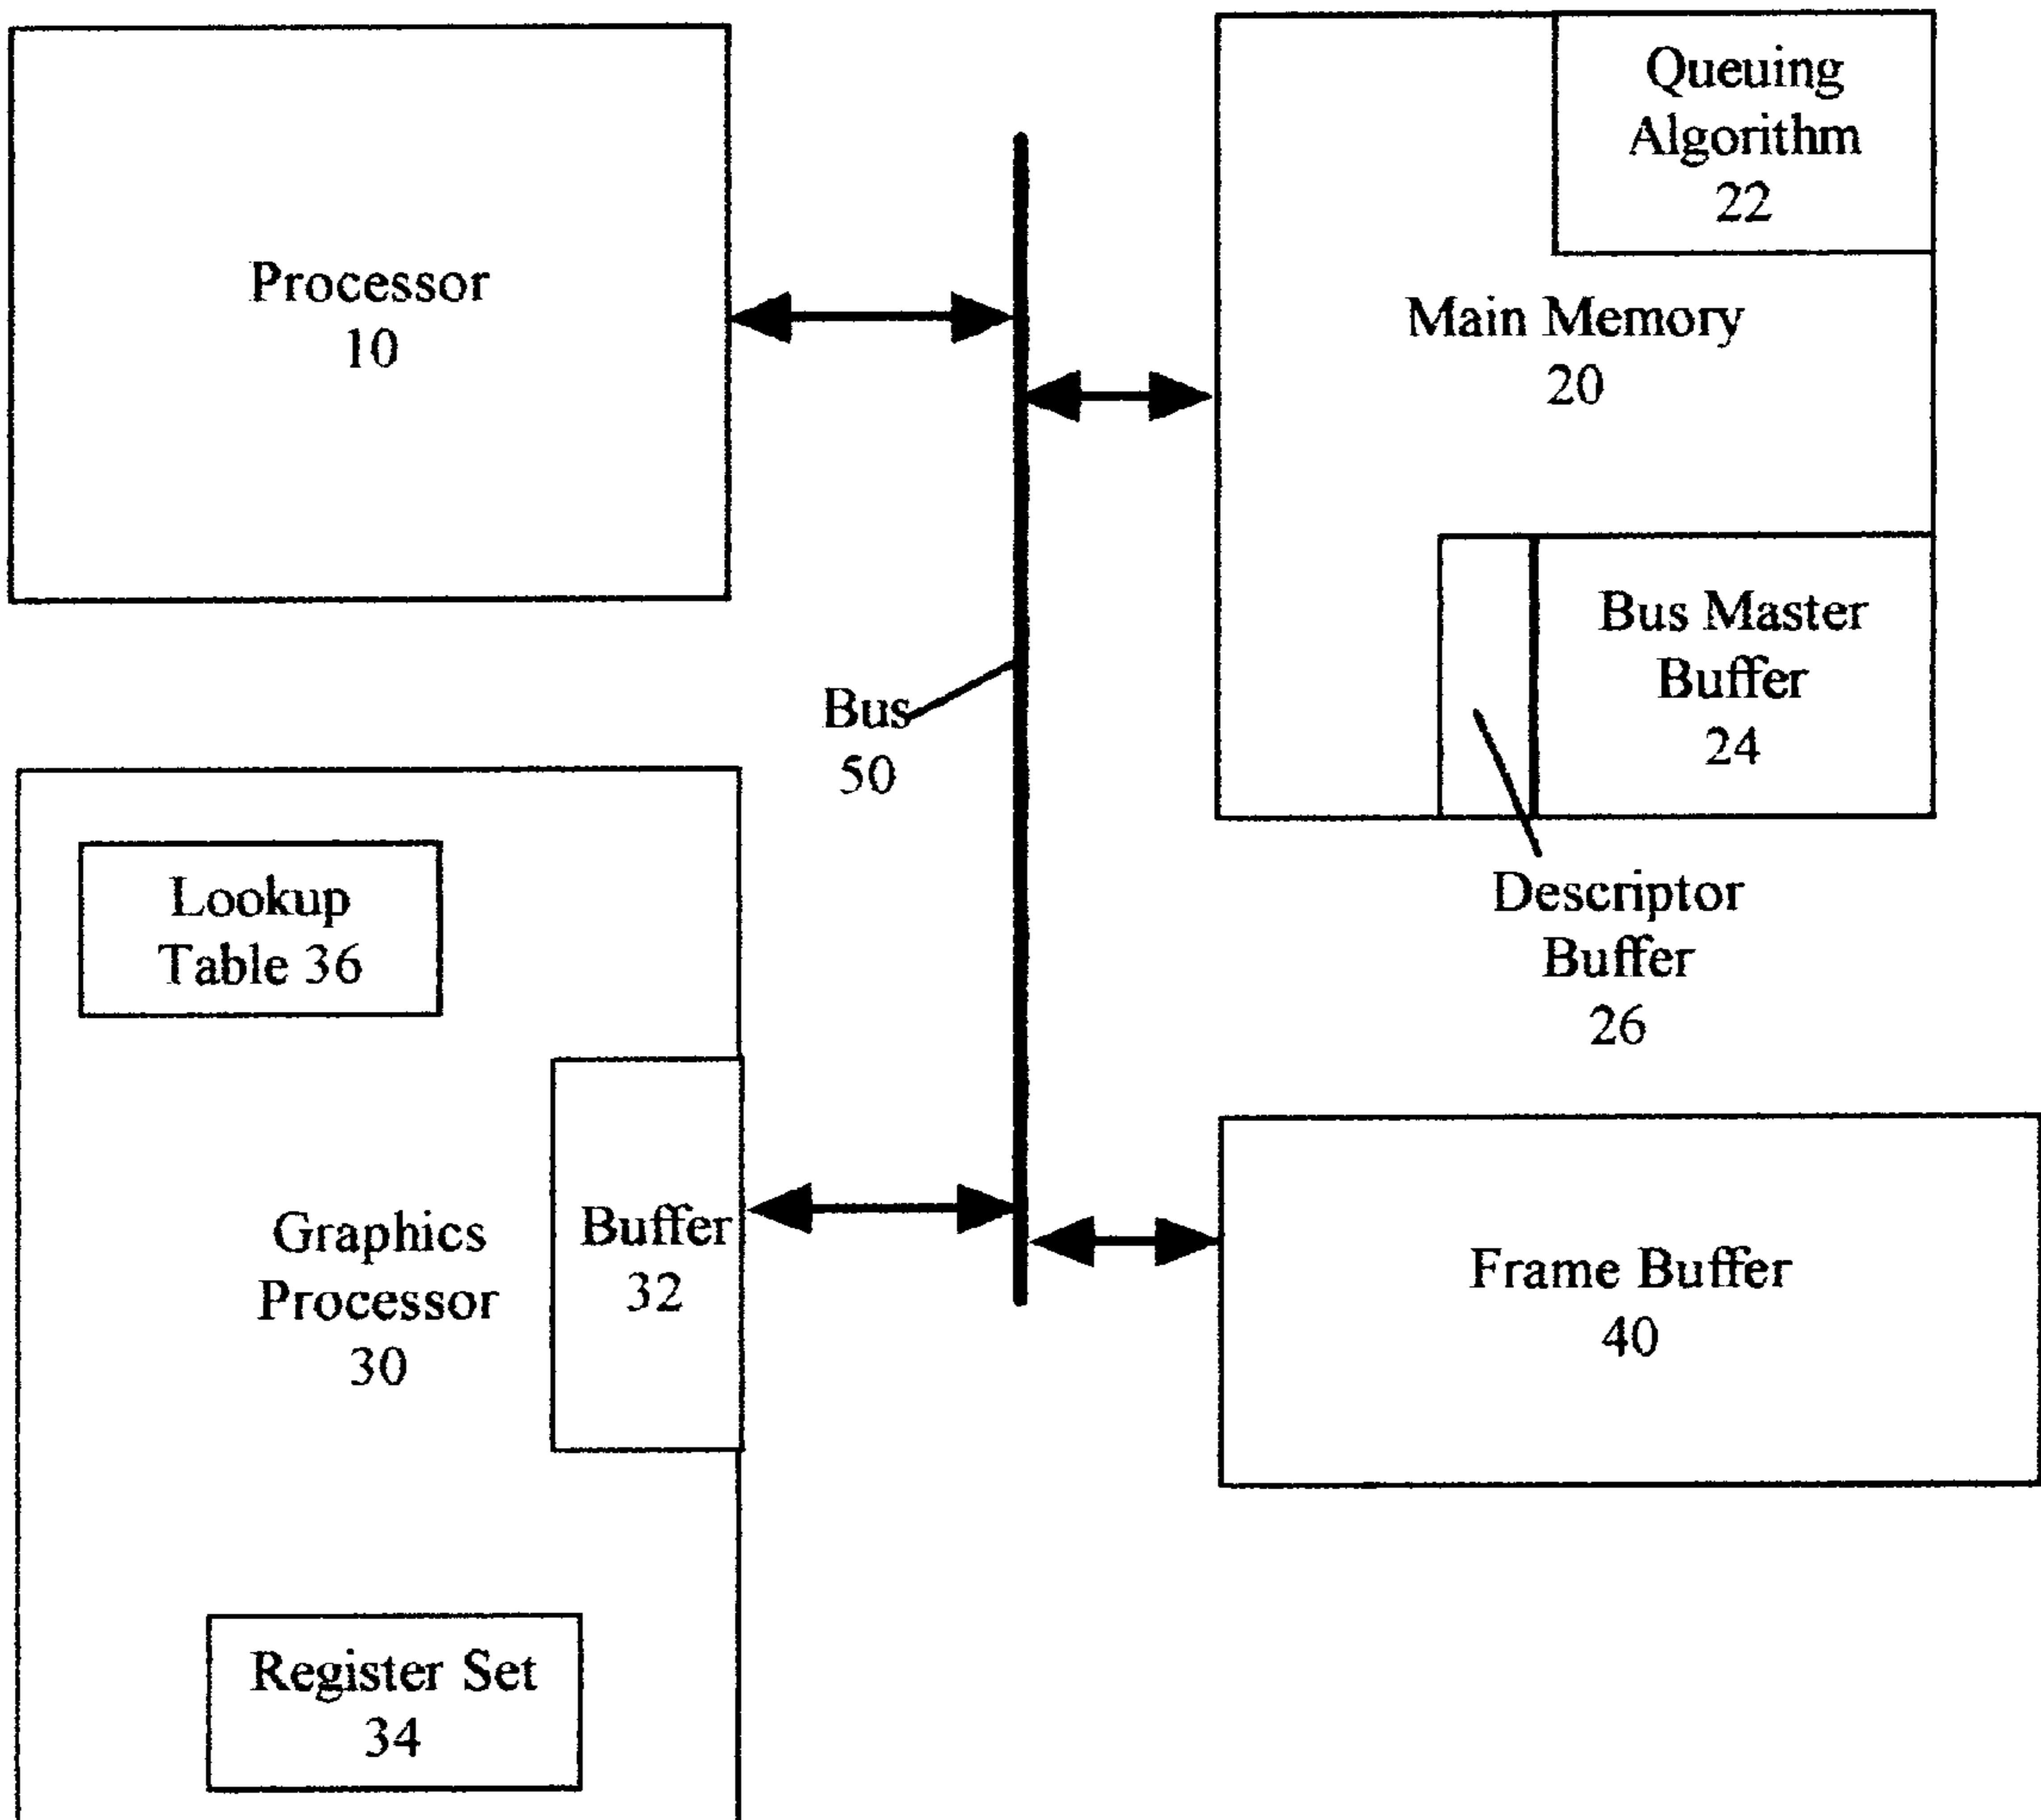 Processor
10
Queuing
Algorithm
22
Main Memory
20
Bus Master
Buffer
24
Bus
50
Descriptor
Buffer
26
Lookup
Table 36
Graphics
Processor
30
Buffer
32
Register Set
34
Frame Buffer
40